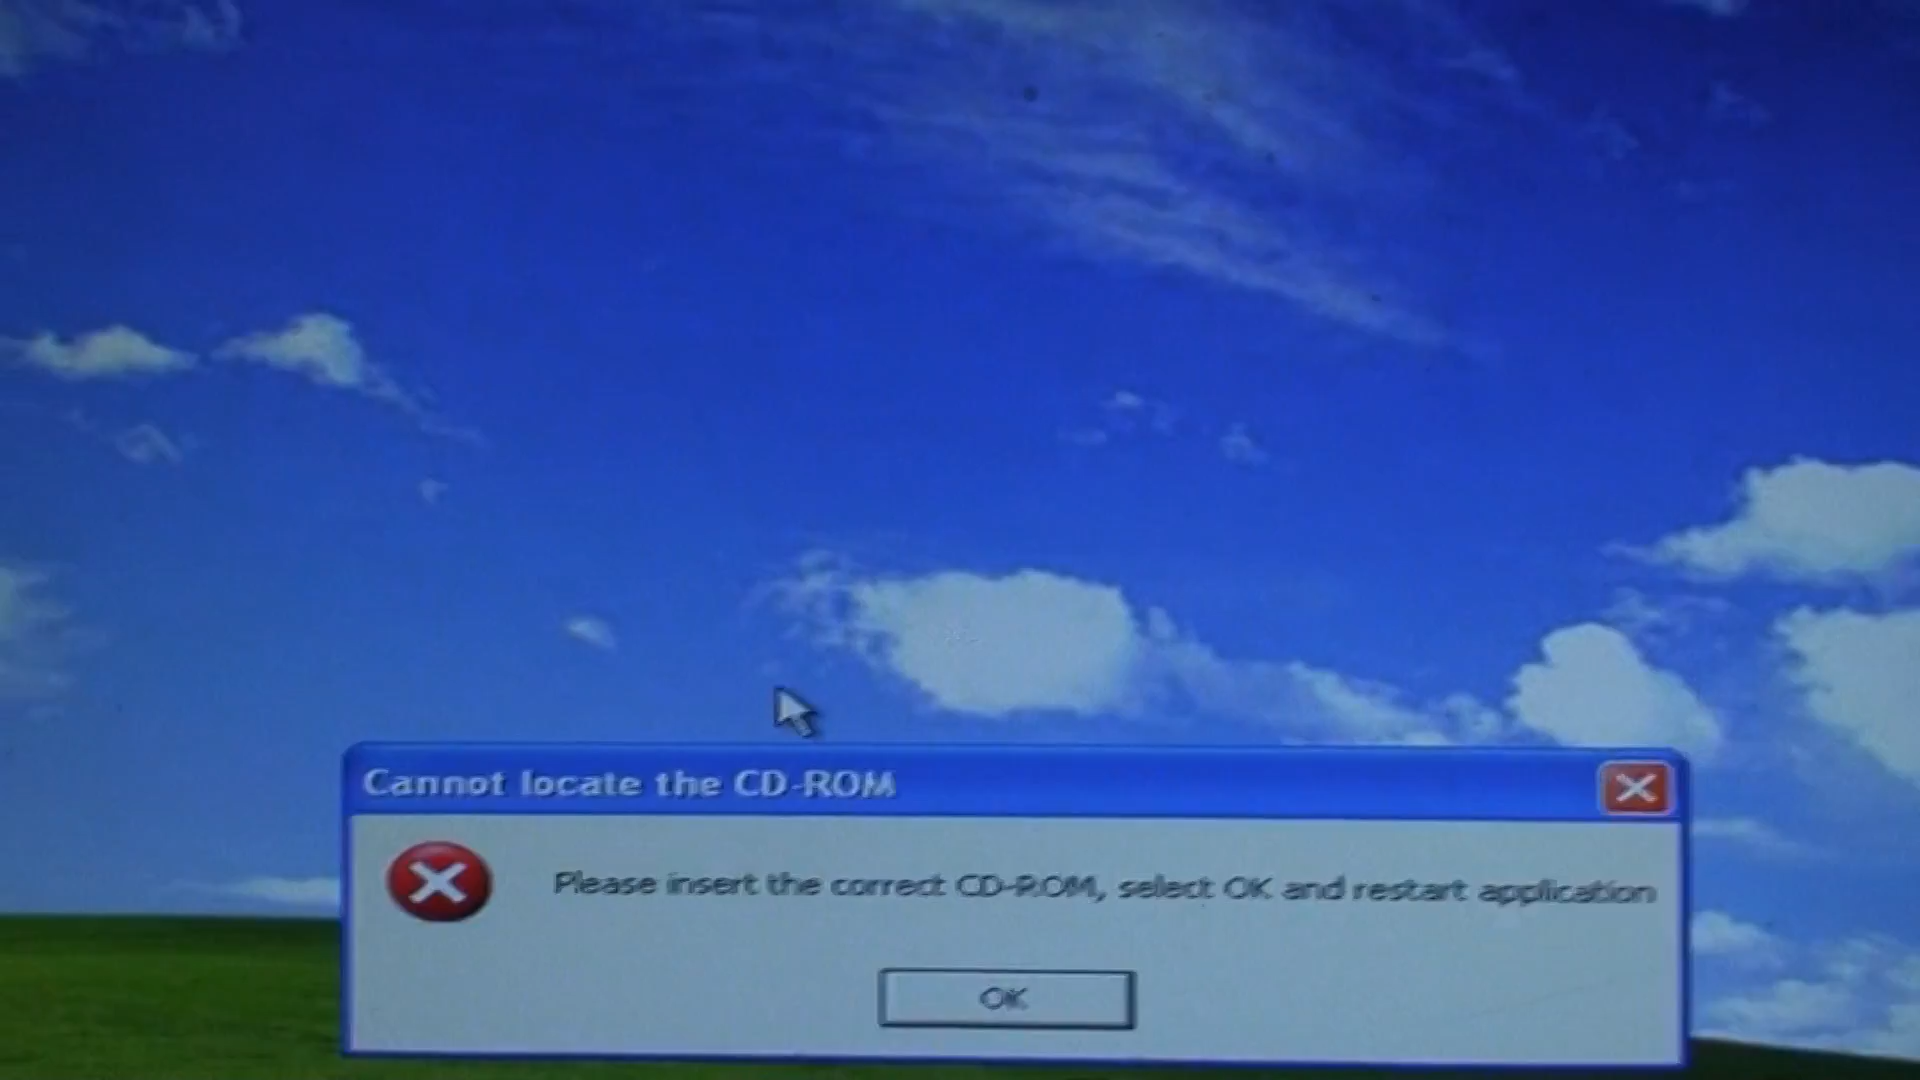 Cannot locate the CD-ROM
Please insert the correct CD-ROM, select OK and restart application
OK